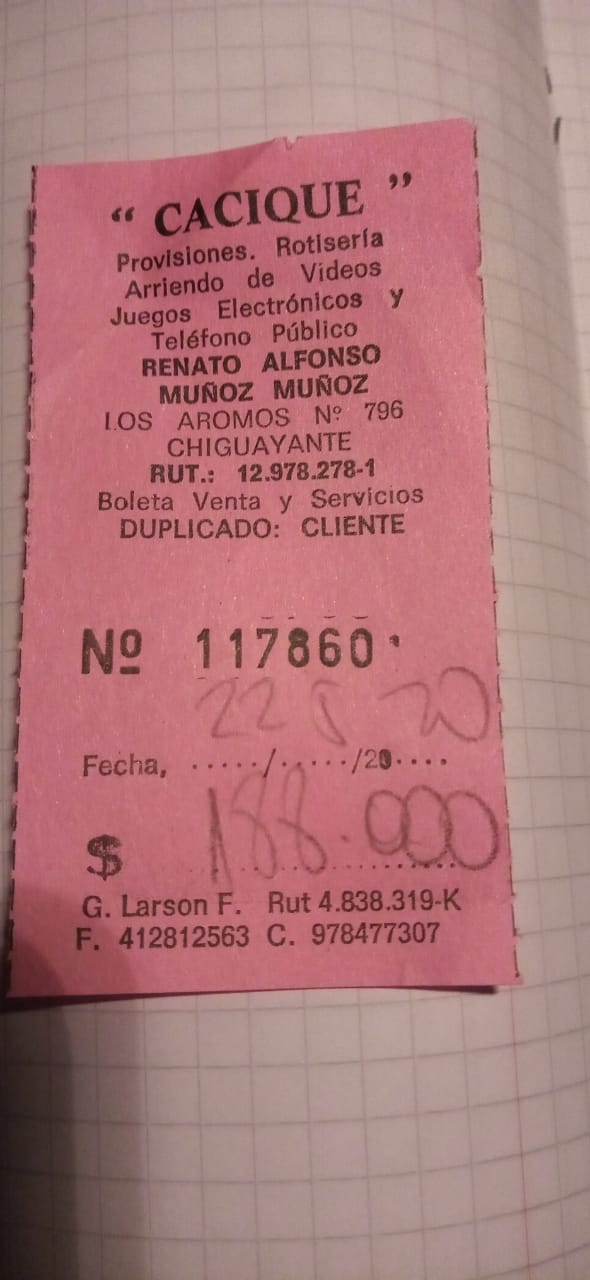 “ CACIQUE ”
Provisiones. Rotisería
Arriendo de Vídeos
Juegos Electrónicos y
Teléfono Público
RENATO ALFONSO
MUÑOZ MUÑOZ
LOS AROMOS Nº 796
CHIGUAYANTE
RUT.: 12.978.278-1
Boleta Venta y Servicios
DUPLICADO: CLIENTE
Nº 117860
22 5 20
Fecha, ...../...../20....
$ 188.000
G. Larson F. Rut 4.838.319-K
F. 412812563 C. 978477307